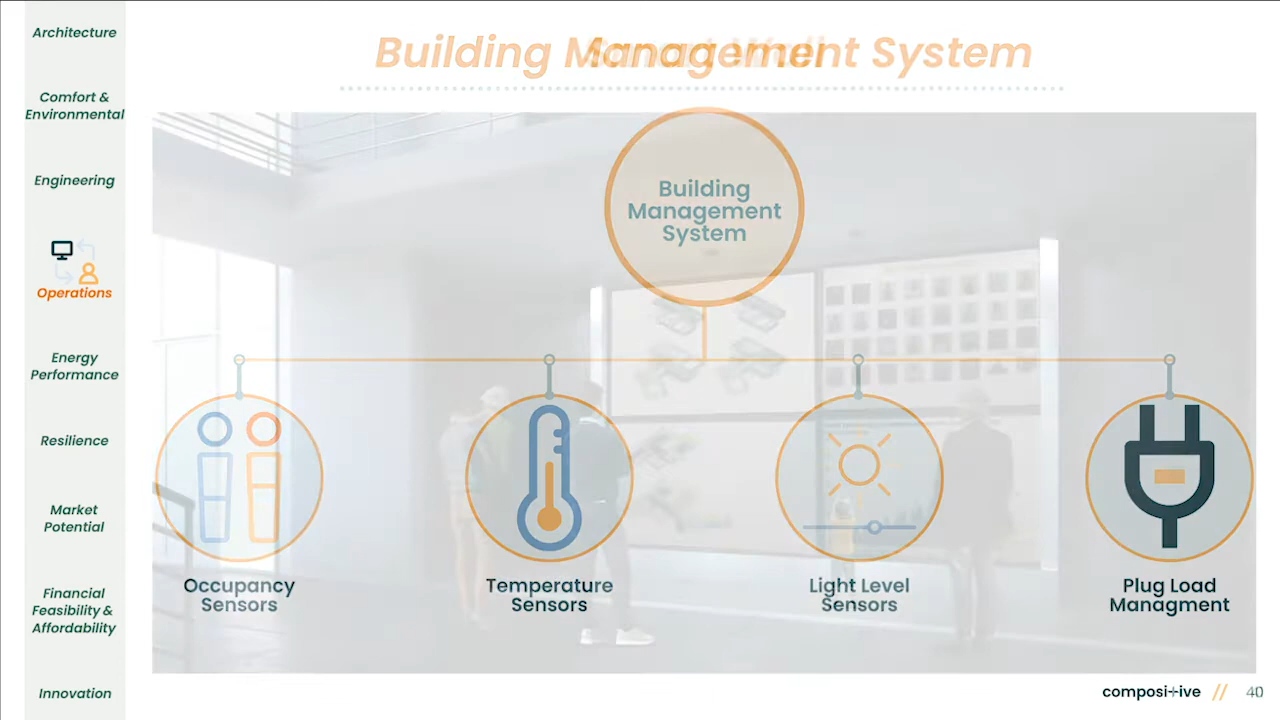 Architecture
Comfort &
Environmental
Engineering
Operations
Energy
Performance
Resilience
Market
Potential
Financial
Feasibility &
Affordability
Innovation
Building Management System
Building
Management
System
Occupancy
Sensors
Temperature
Sensors
Light Level
Sensors
Plug Load
Managment
composi+ive // 40